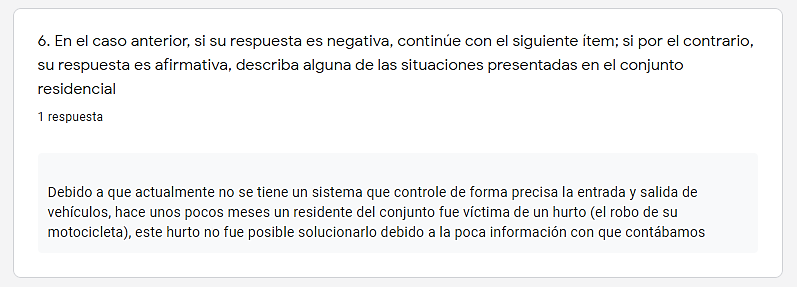 6. En el caso anterior, si su respuesta es negativa, continúe con el siguiente ítem; si por el contrario,
su respuesta es afirmativa, describa alguna de las situaciones presentadas en el conjunto
residencial
1 respuesta
Debido a que actualmente no se tiene un sistema que controle de forma precisa la entrada y salida de
vehículos, hace unos pocos meses un residente del conjunto fue víctima de un hurto (el robo de su
motocicleta), este hurto no fue posible solucionarlo debido a la poca información con que contábamos